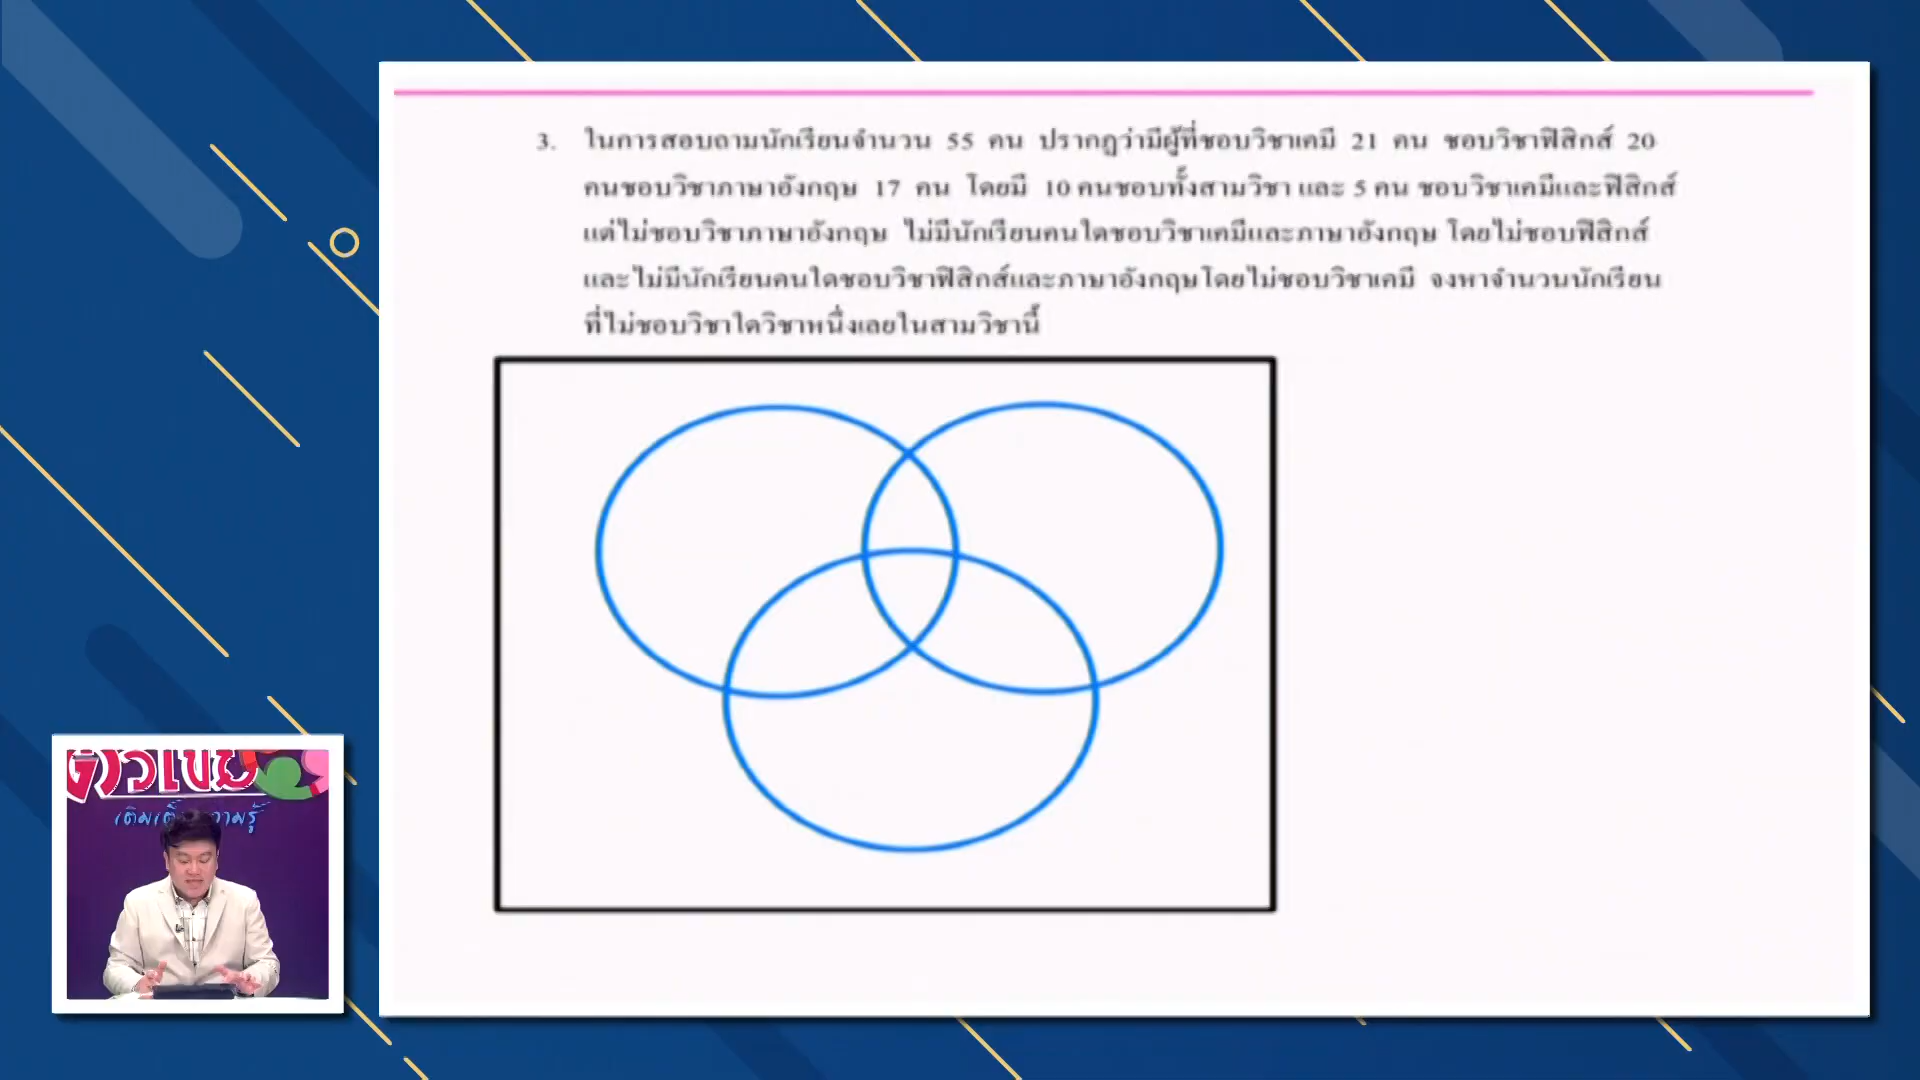 3. ในการสอบถามนักเรียนจำนวน 55 คน ปรากฏว่ามีผู้ที่ชอบวิชาเคมี 21 คน ชอบวิชาฟิสิกส์ 20
คนชอบวิชาภาษาอังกฤษ 17 คน โดยมี 10 คนชอบทั้งสามวิชา และ 5 คน ชอบวิชาเคมีและฟิสิกส์
แต่ไม่ชอบวิชาภาษาอังกฤษ ไม่มีนักเรียนคนใดชอบวิชาเคมีและภาษาอังกฤษ โดยไม่ชอบฟิสิกส์
และไม่มีนักเรียนคนใดชอบวิชาฟิสิกส์และภาษาอังกฤษโดยไม่ชอบวิชาเคมี จงหาจำนวนนักเรียน
ที่ไม่ชอบวิชาใดวิชาหนึ่งเลยในสามวิชานี้